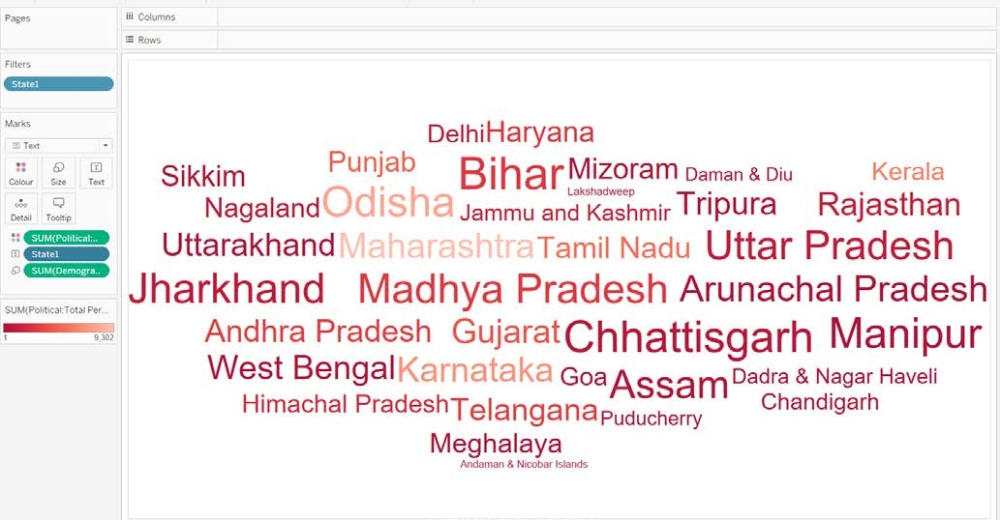 Pages
Columns
Rows
Filters
State1
Marks
Text
Colour Size Text
Detail Tooltip
SUM(Political:..
State1
SUM(Demogra..
SUM(Political:Total Per...
1 9,302
Delhi Haryana
Punjab Bihar Mizoram Daman & Diu Kerala
Sikkim Lakshadweep
Nagaland Odisha Jammu and Kashmir Tripura Rajasthan
Uttarakhand Maharashtra Tamil Nadu Uttar Pradesh
Jharkhand Madhya Pradesh Arunachal Pradesh
Andhra Pradesh Gujarat Chhattisgarh Manipur
West Bengal Karnataka Goa Assam Dadra & Nagar Haveli
Himachal Pradesh Telangana Puducherry Chandigarh
Meghalaya
Andaman & Nicobar Islands